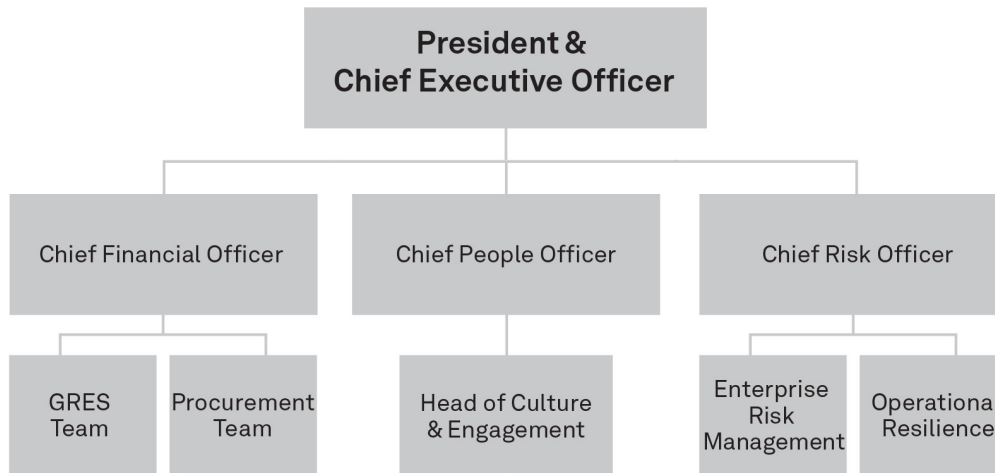 President &
Chief Executive Officer
Chief Financial Officer
Chief People Officer
Chief Risk Officer
GRES
Team
Procurement
Team
Head of Culture
& Engagement
Enterprise
Risk
Management
Operational
Resilience